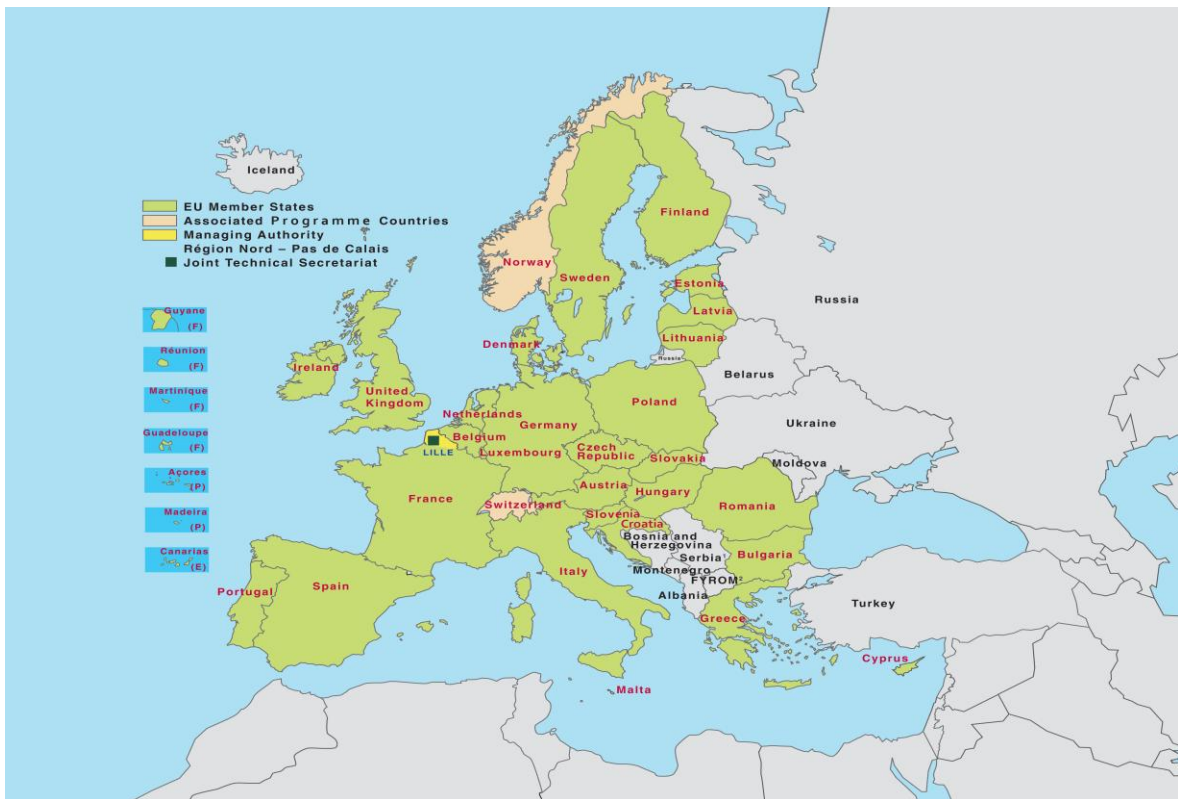 Iceland
EU Member States
Associated Programme Countries
Managing Authority
Région Nord – Pas de Calais
Joint Technical Secretariat
Guyane
(F)
Réunion
(F)
Martinique
(F)
Guadeloupe
(F)
Açores
(P)
Madeira
(P)
Canarias
(E)
Norway
Sweden
Finland
Estonia
Latvia
Lithuania
Russia
Russia
Denmark
Ireland
United
Kingdom
Netherlands
Belgium
LILLE
Luxembourg
Germany
Poland
Belarus
Ukraine
Czech
Republic
Slovakia
Moldova
France
Switzerland
Austria
Hungary
Romania
Slovenia
Croatia
Bosnia and
Herzegovina
Serbia
Montenegro
FYROM
Albania
Bulgaria
Italy
Portugal
Spain
Greece
Turkey
Cyprus
Malta